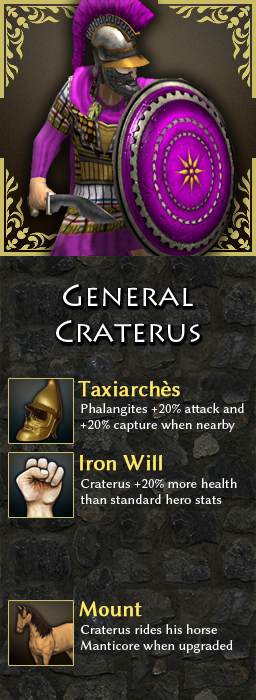 General
Craterus
Taxiarchès
Phalangites +20% attack and
+20% capture when nearby
Iron Will
Craterus +20% more health
than standard hero stats
Mount
Craterus rides his horse
Manticore when upgraded